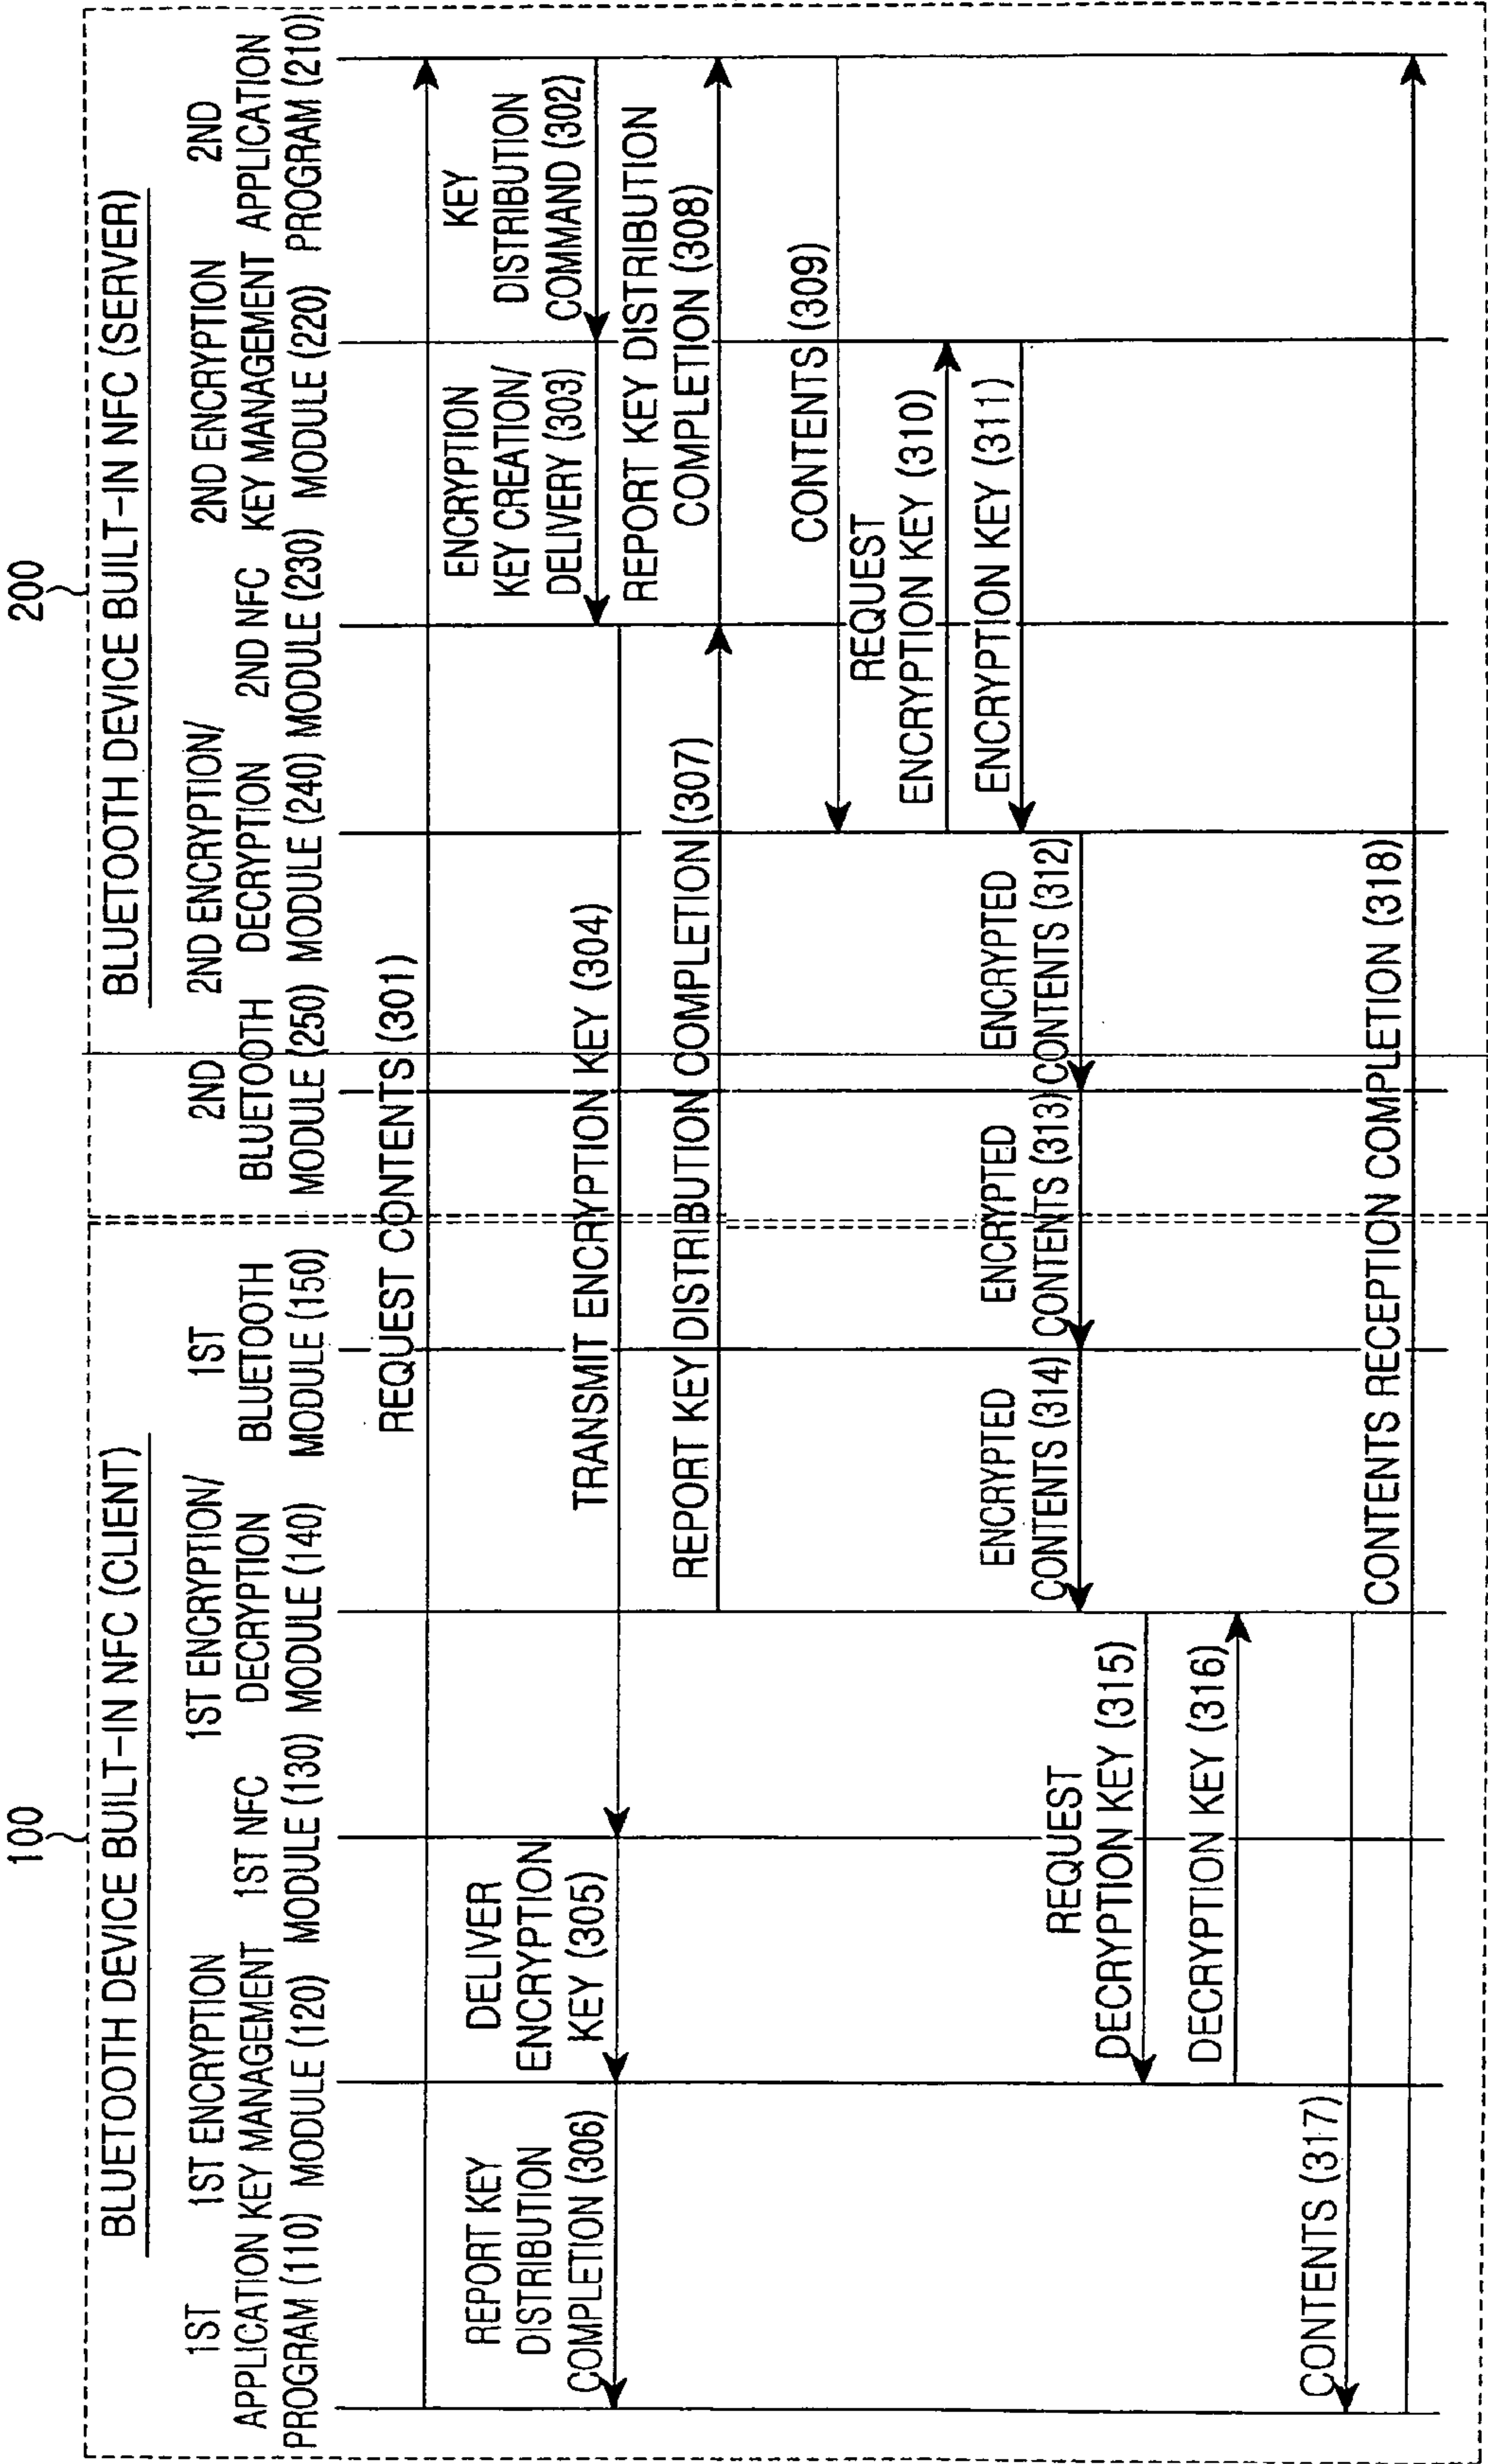 100
200
BLUETOOTH DEVICE BUILT-IN NFC (CLIENT)
BLUETOOTH DEVICE BUILT-IN NFC (SERVER)
1ST
APPLICATION
PROGRAM (110)
1ST ENCRYPTION
KEY MANAGEMENT
MODULE (120)
1ST NFC
MODULE (130)
1ST ENCRYPTION/
DECRYPTION
MODULE (140)
1ST
BLUETOOTH
MODULE (150)
2ND
BLUETOOTH
MODULE (250)
2ND ENCRYPTION/
DECRYPTION
MODULE (240)
2ND NFC
MODULE (230)
2ND ENCRYPTION
KEY MANAGEMENT
MODULE (220)
2ND
APPLICATION
PROGRAM (210)
REQUEST CONTENTS (301)
KEY
DISTRIBUTION
COMMAND (302)
ENCRYPTION
KEY CREATION/
DELIVERY (303)
TRANSMIT ENCRYPTION KEY (304)
DELIVER
ENCRYPTION
KEY (305)
REPORT KEY
DISTRIBUTION
COMPLETION (306)
REPORT KEY DISTRIBUTION COMPLETION (307)
REPORT KEY DISTRIBUTION
COMPLETION (308)
CONTENTS (309)
REQUEST
ENCRYPTION KEY (310)
ENCRYPTION KEY (311)
ENCRYPTED
CONTENTS (312)
ENCRYPTED
CONTENTS (313)
ENCRYPTED
CONTENTS (314)
REQUEST
DECRYPTION KEY (315)
DECRYPTION KEY (316)
CONTENTS (317)
CONTENTS RECEPTION COMPLETION (318)